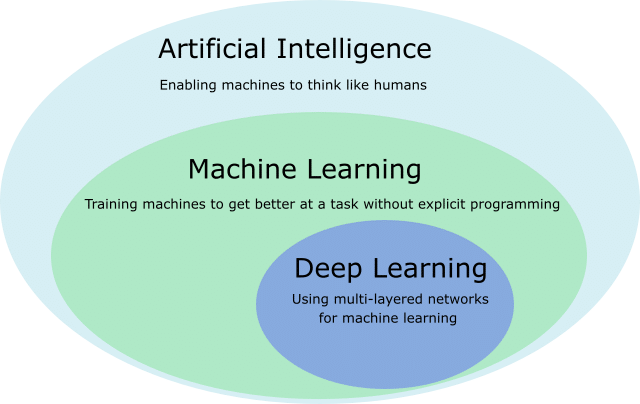 Artificial Intelligence
Enabling machines to think like humans
Machine Learning
Training machines to get better at a task without explicit programming
Deep Learning
Using multi-layered networks
for machine learning